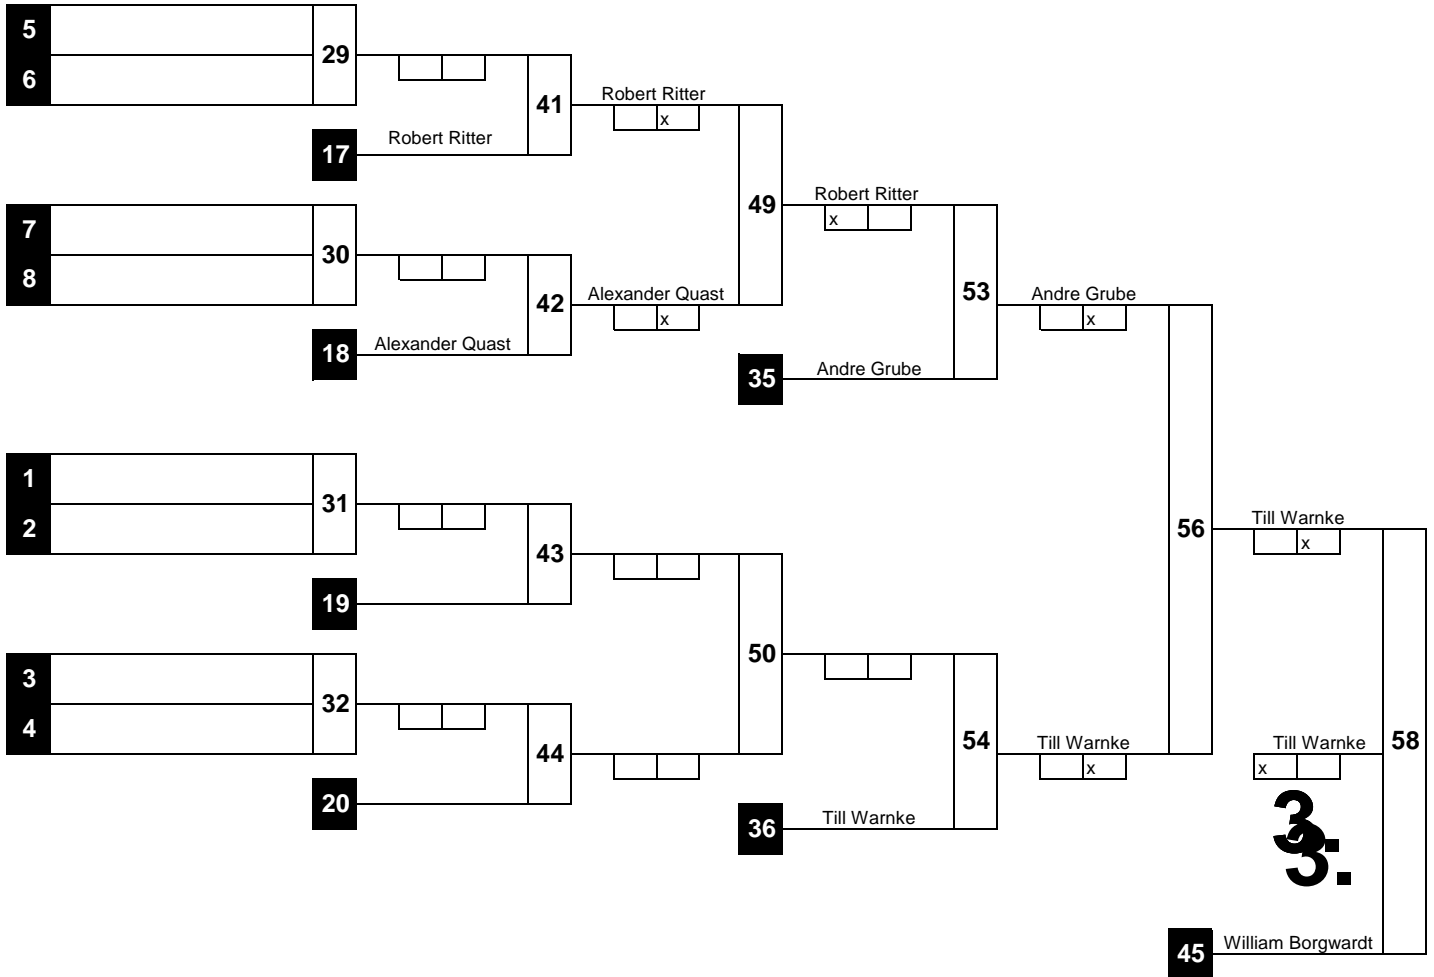 5
29
6
41
Robert Ritter
x
17
Robert Ritter
7
49
Robert Ritter
x
30
8
42
Alexander Quast
x
53
Andre Grube
x
18
Alexander Quast
35
Andre Grube
1
31
2
43
56
Till Warnke
x
19
3
50
32
4
44
54
Till Warnke
x
Till Warnke
x
58
20
36
Till Warnke
3.
3.
45
William Borgwardt